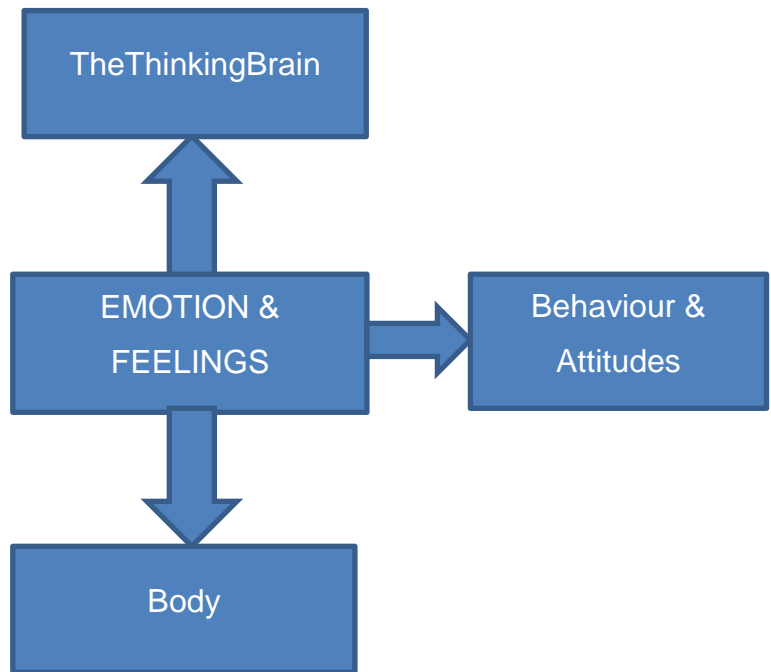 TheThinkingBrain
EMOTION &
FEELINGS
Behaviour &
Attitudes
Body